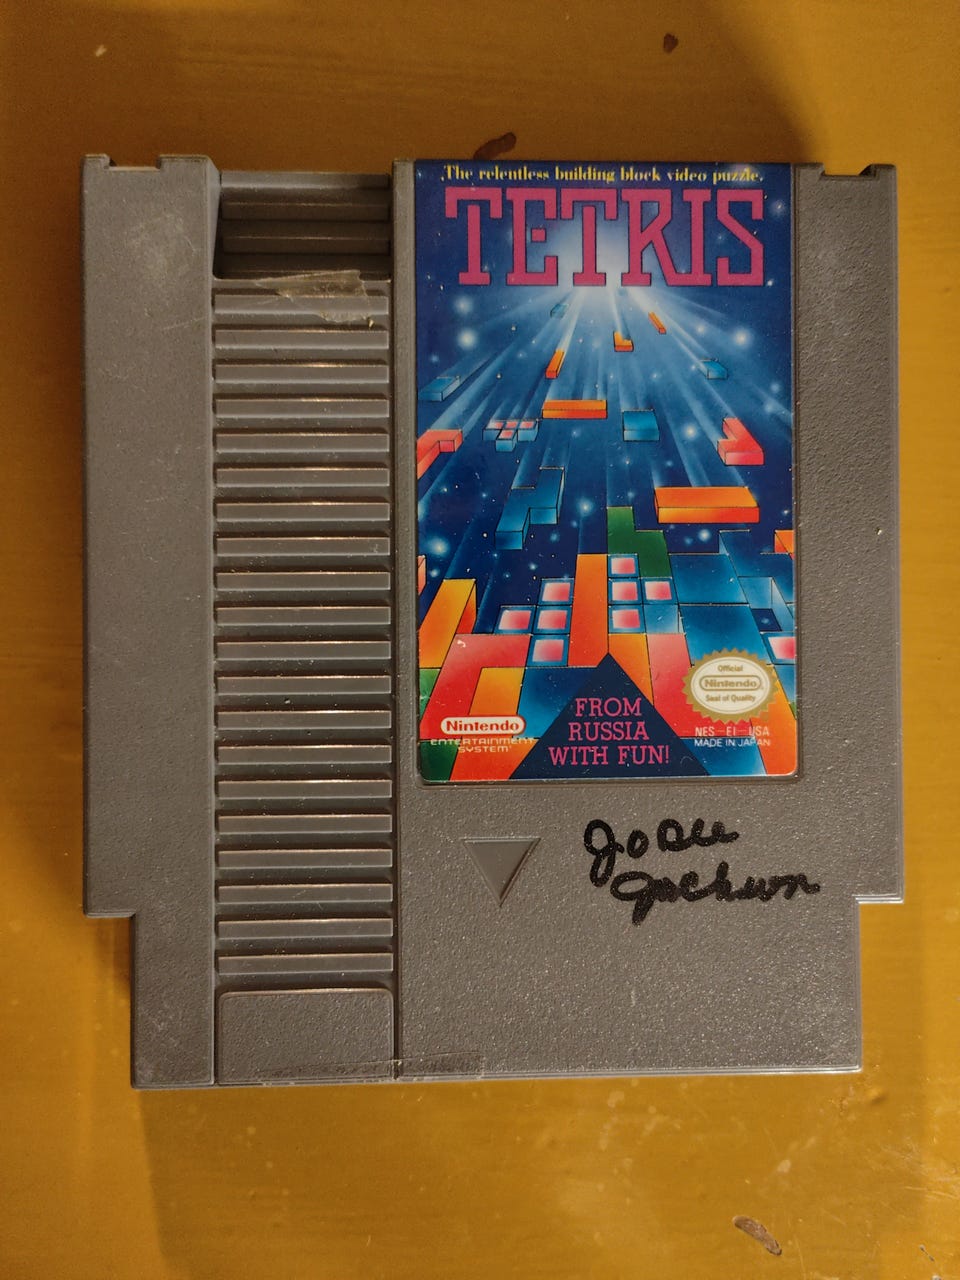 The relentless building block video puzzle.
TETRIS
Official
Nintendo
Seal of Quality
FROM
RUSSIA
WITH FUN!
Nintendo
ENTERTAINMENT
SYSTEM
NES-EI-USA
MADE IN JAPAN